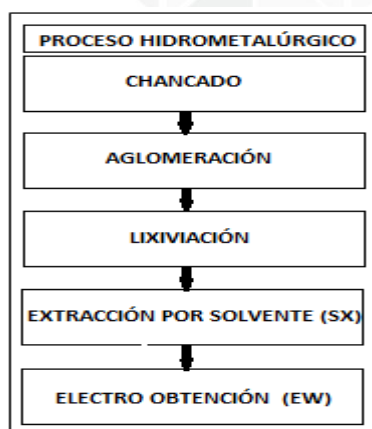 PROCESO HIDROMETALÚRGICO
CHANCADO
AGLOMERACIÓN
LIXIVIACIÓN
EXTRACCIÓN POR SOLVENTE (SX)
ELECTRO OBTENCIÓN (EW)